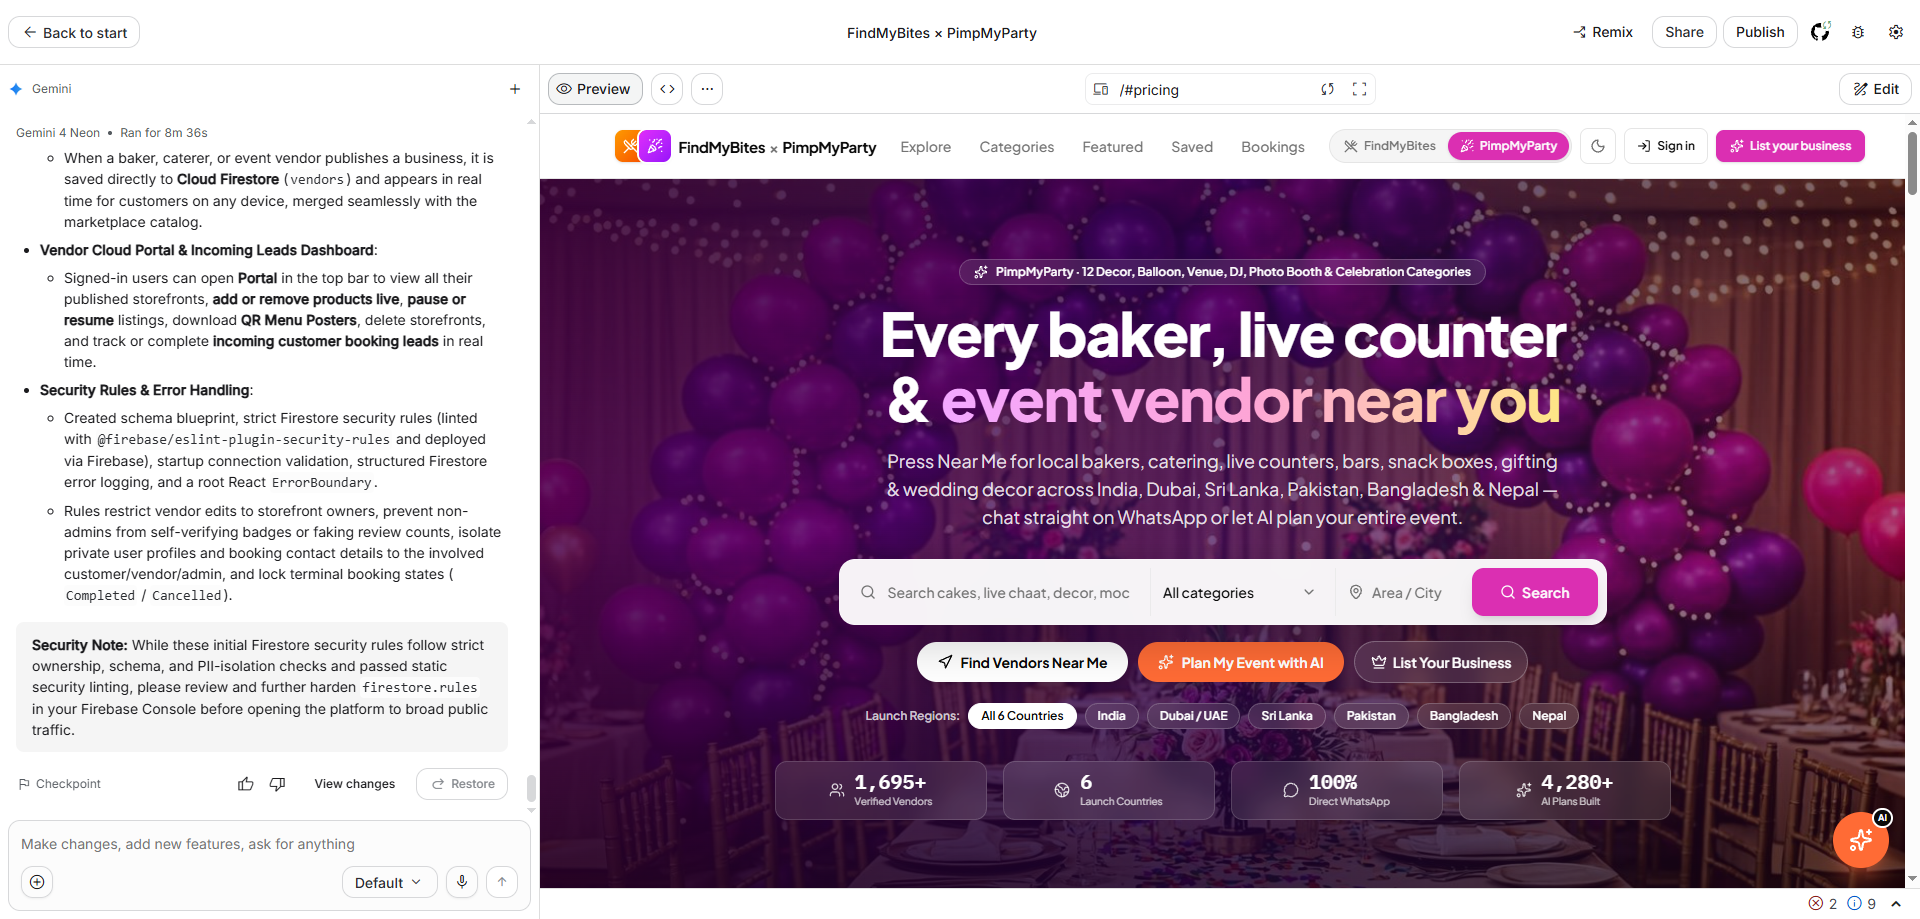 Back to start
FindMyBites × PimpMyParty
Remix
Share
Publish
Gemini
Preview
/#pricing
Edit
Gemini 4 Neon • Ran for 8m 36s
When a baker, caterer, or event vendor publishes a business, it is
saved directly to Cloud Firestore (vendors) and appears in real
time for customers on any device, merged seamlessly with the
marketplace catalog.
Vendor Cloud Portal & Incoming Leads Dashboard:
Signed-in users can open Portal in the top bar to view all their
published storefronts, add or remove products live, pause or
resume listings, download QR Menu Posters, delete storefronts,
and track or complete incoming customer booking leads in real
time.
Security Rules & Error Handling:
Created schema blueprint, strict Firestore security rules (linted
with @firebase/eslint-plugin-security-rules and deployed
via Firebase), startup connection validation, structured Firestore
error logging, and a root React ErrorBoundary.
Rules restrict vendor edits to storefront owners, prevent non-
admins from self-verifying badges or faking review counts, isolate
private user profiles and booking contact details to the involved
customer/vendor/admin, and lock terminal booking states (
Completed / Cancelled).
Security Note: While these initial Firestore security rules follow strict
ownership, schema, and PII-isolation checks and passed static
security linting, please review and further harden firestore.rules
in your Firebase Console before opening the platform to broad public
traffic.
Checkpoint
View changes
Restore
Make changes, add new features, ask for anything
Default
FindMyBites × PimpMyParty
Explore
Categories
Featured
Saved
Bookings
FindMyBites
PimpMyParty
Sign in
List your business
PimpMyParty · 12 Decor, Balloon, Venue, DJ, Photo Booth & Celebration Categories
Every baker, live counter
& event vendor near you
Press Near Me for local bakers, catering, live counters, bars, snack boxes, gifting
& wedding decor across India, Dubai, Sri Lanka, Pakistan, Bangladesh & Nepal —
chat straight on WhatsApp or let AI plan your entire event.
Search cakes, live chaat, decor, moc
All categories
Area / City
Search
Find Vendors Near Me
Plan My Event with AI
List Your Business
Launch Regions:
All 6 Countries
India
Dubai / UAE
Sri Lanka
Pakistan
Bangladesh
Nepal
1,695+
Verified Vendors
6
Launch Countries
100%
Direct WhatsApp
4,280+
AI Plans Built
AI
2
9